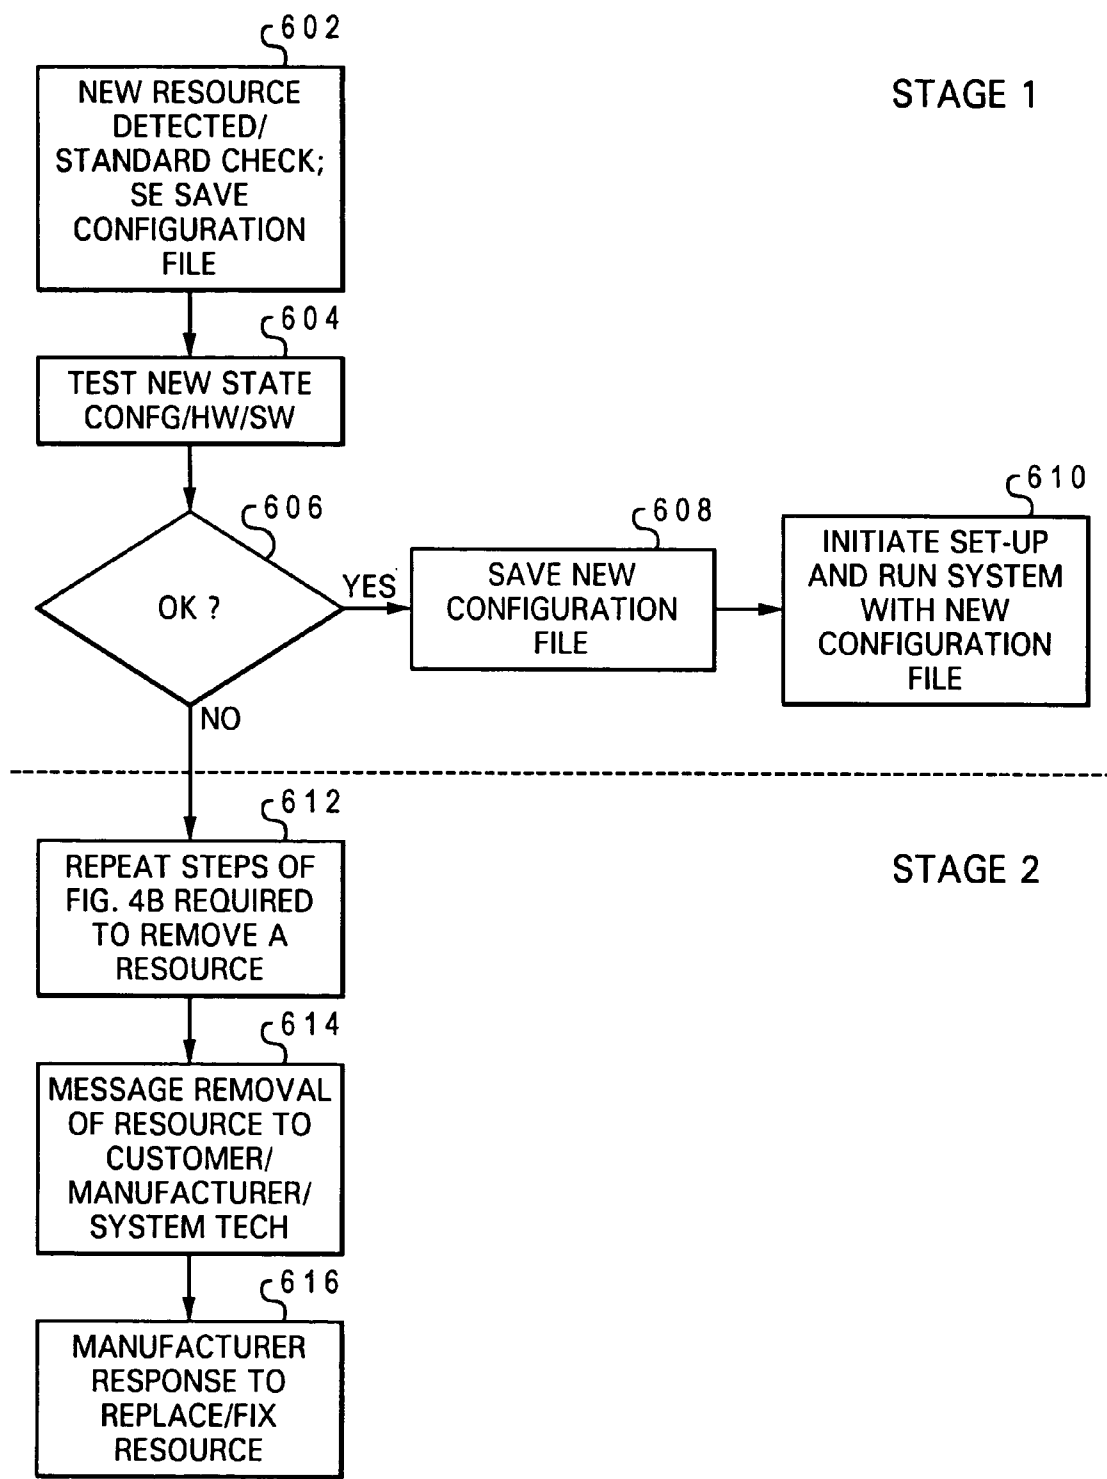 602
NEW RESOURCE
DETECTED/
STANDARD CHECK;
SE SAVE
CONFIGURATION
FILE
STAGE 1
604
TEST NEW STATE
CONFG/HW/SW
606
OK ?
YES
NO
608
SAVE NEW
CONFIGURATION
FILE
610
INITIATE SET-UP
AND RUN SYSTEM
WITH NEW
CONFIGURATION
FILE
STAGE 2
612
REPEAT STEPS OF
FIG. 4B REQUIRED
TO REMOVE A
RESOURCE
614
MESSAGE REMOVAL
OF RESOURCE TO
CUSTOMER/
MANUFACTURER/
SYSTEM TECH
616
MANUFACTURER
RESPONSE TO
REPLACE/FIX
RESOURCE